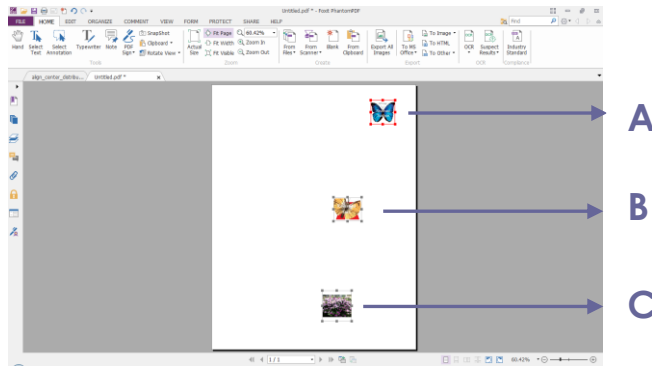 Untitled.pdf * - Foxit PhantomPDF
FILE HOME EDIT ORGANIZE COMMENT VIEW FORM PROTECT SHARE HELP
Find
Hand
Select Text
Select Annotation
Typewriter
Note
PDF Sign
SnapShot
Clipboard
Rotate View
Tools
Actual Size
Fit Page
Fit Width
Fit Visible
60.42%
Zoom In
Zoom Out
Zoom
From Files
From Scanner
Blank
From Clipboard
Create
Export All Images
To MS Office
To Image
To HTML
To Other
Export
OCR
Suspect Results
OCR
Industry Standard
Compliance
align_center_distribu...
Untitled.pdf *
A
B
C
1 / 1
60.42%